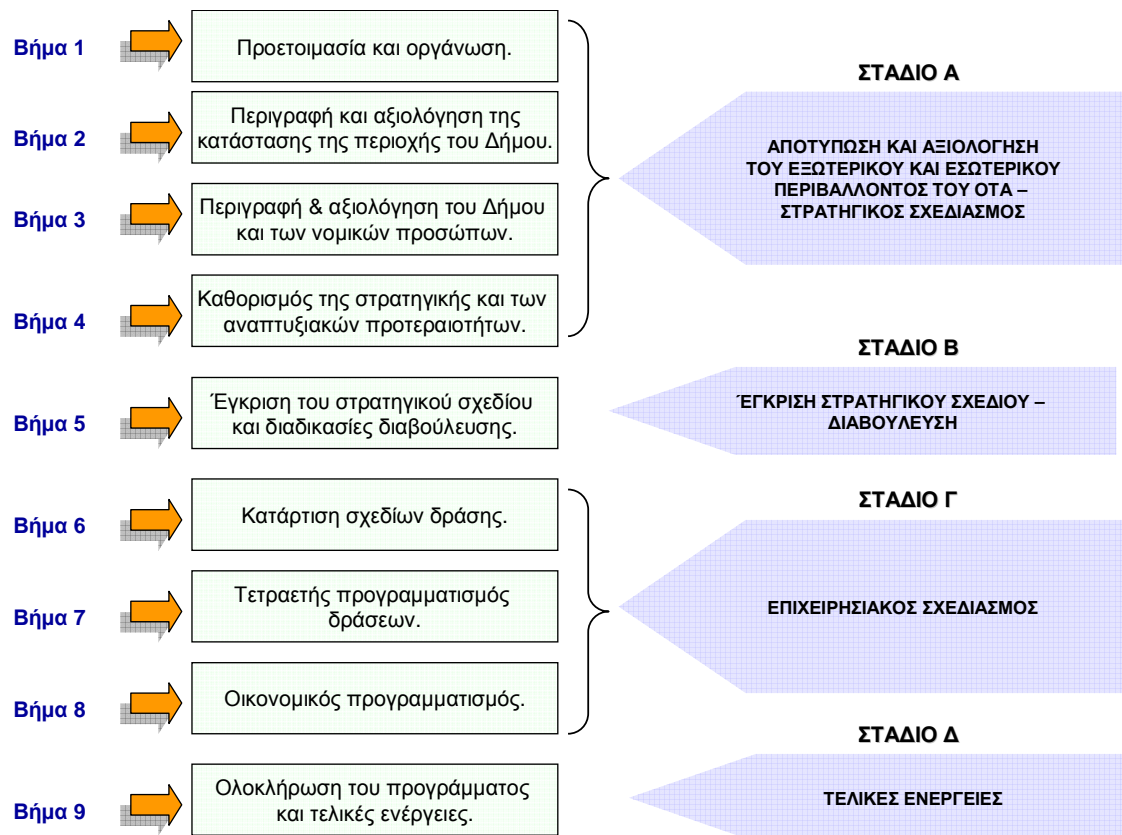 Βήμα 1
Προετοιμασία και οργάνωση.
Βήμα 2
Περιγραφή και αξιολόγηση της
κατάστασης της περιοχής του Δήμου.
Βήμα 3
Περιγραφή & αξιολόγηση του Δήμου
και των νομικών προσώπων.
Βήμα 4
Καθορισμός της στρατηγικής και των
αναπτυξιακών προτεραιοτήτων.
ΣΤΑΔΙΟ Α
ΑΠΟΤΥΠΩΣΗ ΚΑΙ ΑΞΙΟΛΟΓΗΣΗ
ΤΟΥ ΕΞΩΤΕΡΙΚΟΥ ΚΑΙ ΕΣΩΤΕΡΙΚΟΥ
ΠΕΡΙΒΑΛΛΟΝΤΟΣ ΤΟΥ ΟΤΑ –
ΣΤΡΑΤΗΓΙΚΟΣ ΣΧΕΔΙΑΣΜΟΣ
Βήμα 5
Έγκριση του στρατηγικού σχεδίου
και διαδικασίες διαβούλευσης.
ΣΤΑΔΙΟ Β
ΈΓΚΡΙΣΗ ΣΤΡΑΤΗΓΙΚΟΥ ΣΧΕΔΙΟΥ –
ΔΙΑΒΟΥΛΕΥΣΗ
Βήμα 6
Κατάρτιση σχεδίων δράσης.
Βήμα 7
Τετραετής προγραμματισμός
δράσεων.
Βήμα 8
Οικονομικός προγραμματισμός.
ΣΤΑΔΙΟ Γ
ΕΠΙΧΕΙΡΗΣΙΑΚΟΣ ΣΧΕΔΙΑΣΜΟΣ
Βήμα 9
Ολοκλήρωση του προγράμματος
και τελικές ενέργειες.
ΣΤΑΔΙΟ Δ
ΤΕΛΙΚΕΣ ΕΝΕΡΓΕΙΕΣ